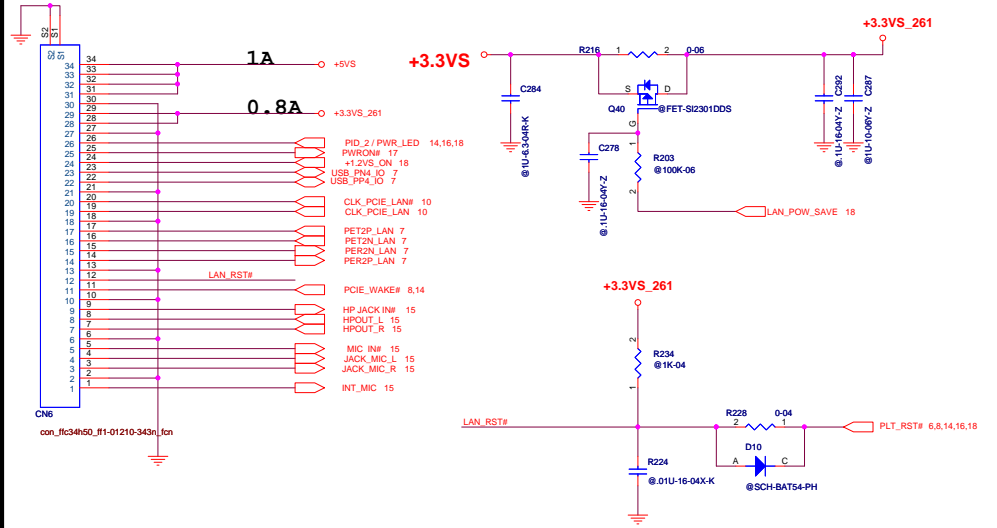 S2
S1
S2
S1
34
33
32
31
30
29
28
27
26
25
24
23
22
21
20
19
18
17
16
15
14
13
12
11
10
9
8
7
6
5
4
3
2
1
34
33
32
31
30
29
28
27
26
25
24
23
22
21
20
19
18
17
16
15
14
13
12
11
10
9
8
7
6
5
4
3
2
1
1A
+5VS
0.8A
+3.3VS_261
PID_2 / PWR_LED 14,16,18
PWRON# 17
+1.2VS_ON 18
USB_PN4_IO 7
USB_PP4_IO 7
CLK_PCIE_LAN# 10
CLK_PCIE_LAN 10
PET2P_LAN 7
PET2N_LAN 7
PER2N_LAN 7
PER2P_LAN 7
LAN_RST#
PCIE_WAKE# 8,14
HP JACK IN# 15
HPOUT_L 15
HPOUT_R 15
MIC IN# 15
JACK_MIC_L 15
JACK_MIC_R 15
INT_MIC 15
CN6
con_ffc34h50_ff1-01210-343n_fcn
+3.3VS_261
+3.3VS
R216 1 2 0-06
C284
@1U-6.3-04R-K
S D
Q40 @FET-SI2301DDS
G
C292
@.1U-16-04Y-Z
C287
@1U-10-06Y-Z
C278
@.1U-16-04Y-Z
1
R203
@100K-06
2
LAN_POW_SAVE 18
+3.3VS_261
2
R234
@1K-04
1
LAN_RST#
R228 0-04
2 1
PLT_RST# 6,8,14,16,18
D10
A C
@SCH-BAT54-PH
R224
@.01U-16-04X-K